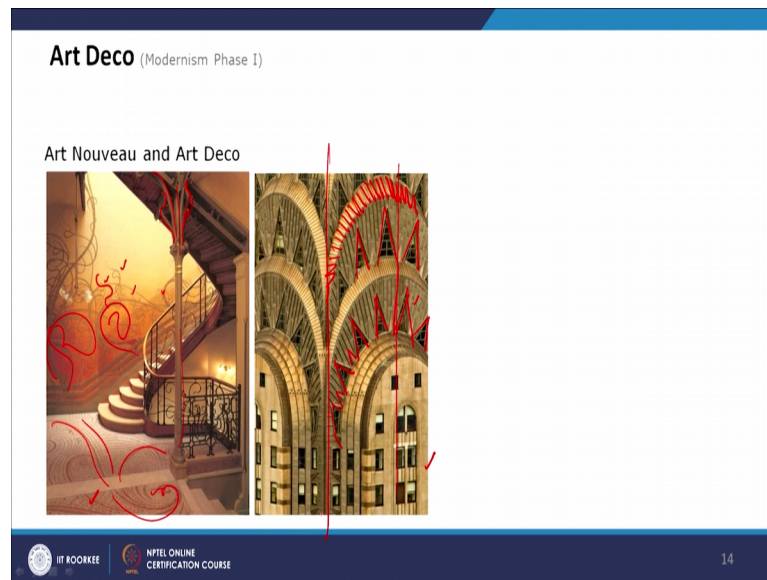 Art Deco (Modernism Phase I)
Art Nouveau and Art Deco
IIT ROORKEE
NPTEL ONLINE
CERTIFICATION COURSE
14